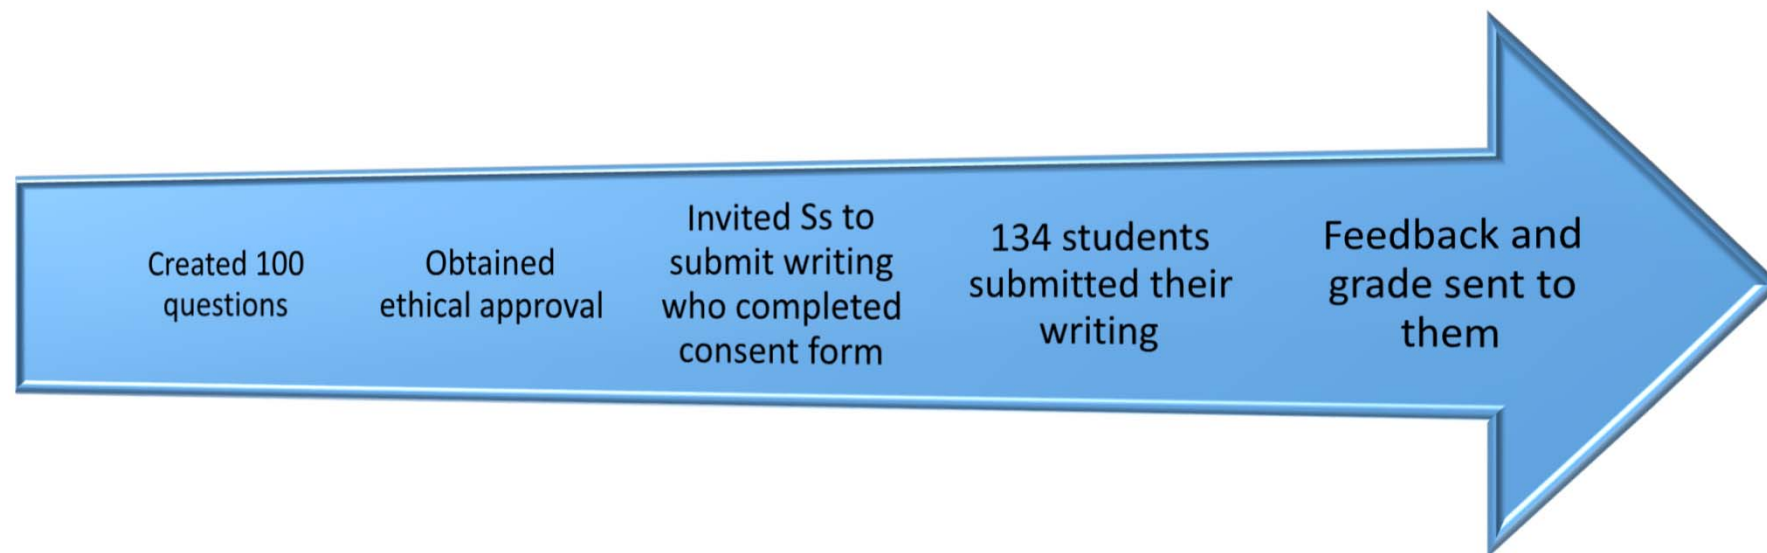 Created 100
questions
Obtained
ethical approval
Invited Ss to
submit writing
who completed
consent form
134 students
submitted their
writing
Feedback and
grade sent to
them